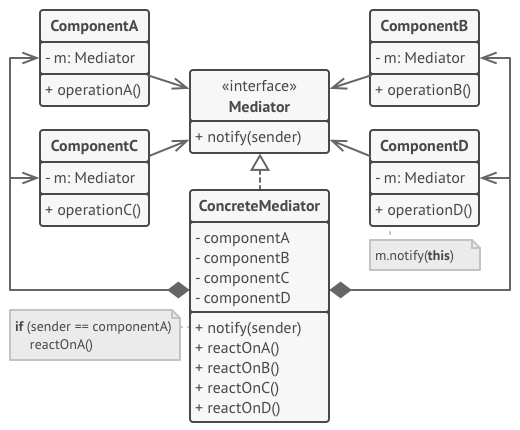 ComponentA
- m: Mediator
+ operationA()
ComponentB
- m: Mediator
+ operationB()
«interface»
Mediator
+ notify(sender)
ComponentC
- m: Mediator
+ operationC()
ComponentD
- m: Mediator
+ operationD()
m.notify(this)
ConcreteMediator
- componentA
- componentB
- componentC
- componentD
+ notify(sender)
+ reactOnA()
+ reactOnB()
+ reactOnC()
+ reactOnD()
if (sender == componentA)
reactOnA()